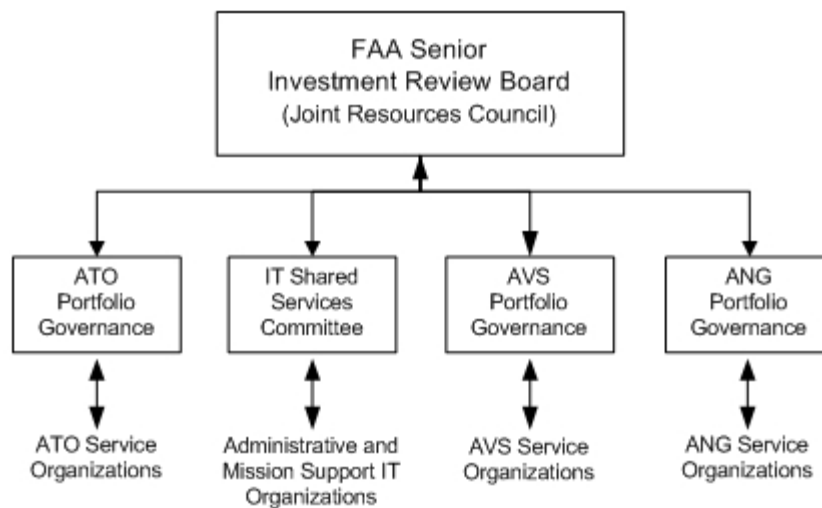 FAA Senior
Investment Review Board
(Joint Resources Council)
ATO
Portfolio
Governance
IT Shared
Services
Committee
AVS
Portfolio
Governance
ANG
Portfolio
Governance
ATO Service
Organizations
Administrative and
Mission Support IT
Organizations
AVS Service
Organizations
ANG Service
Organizations